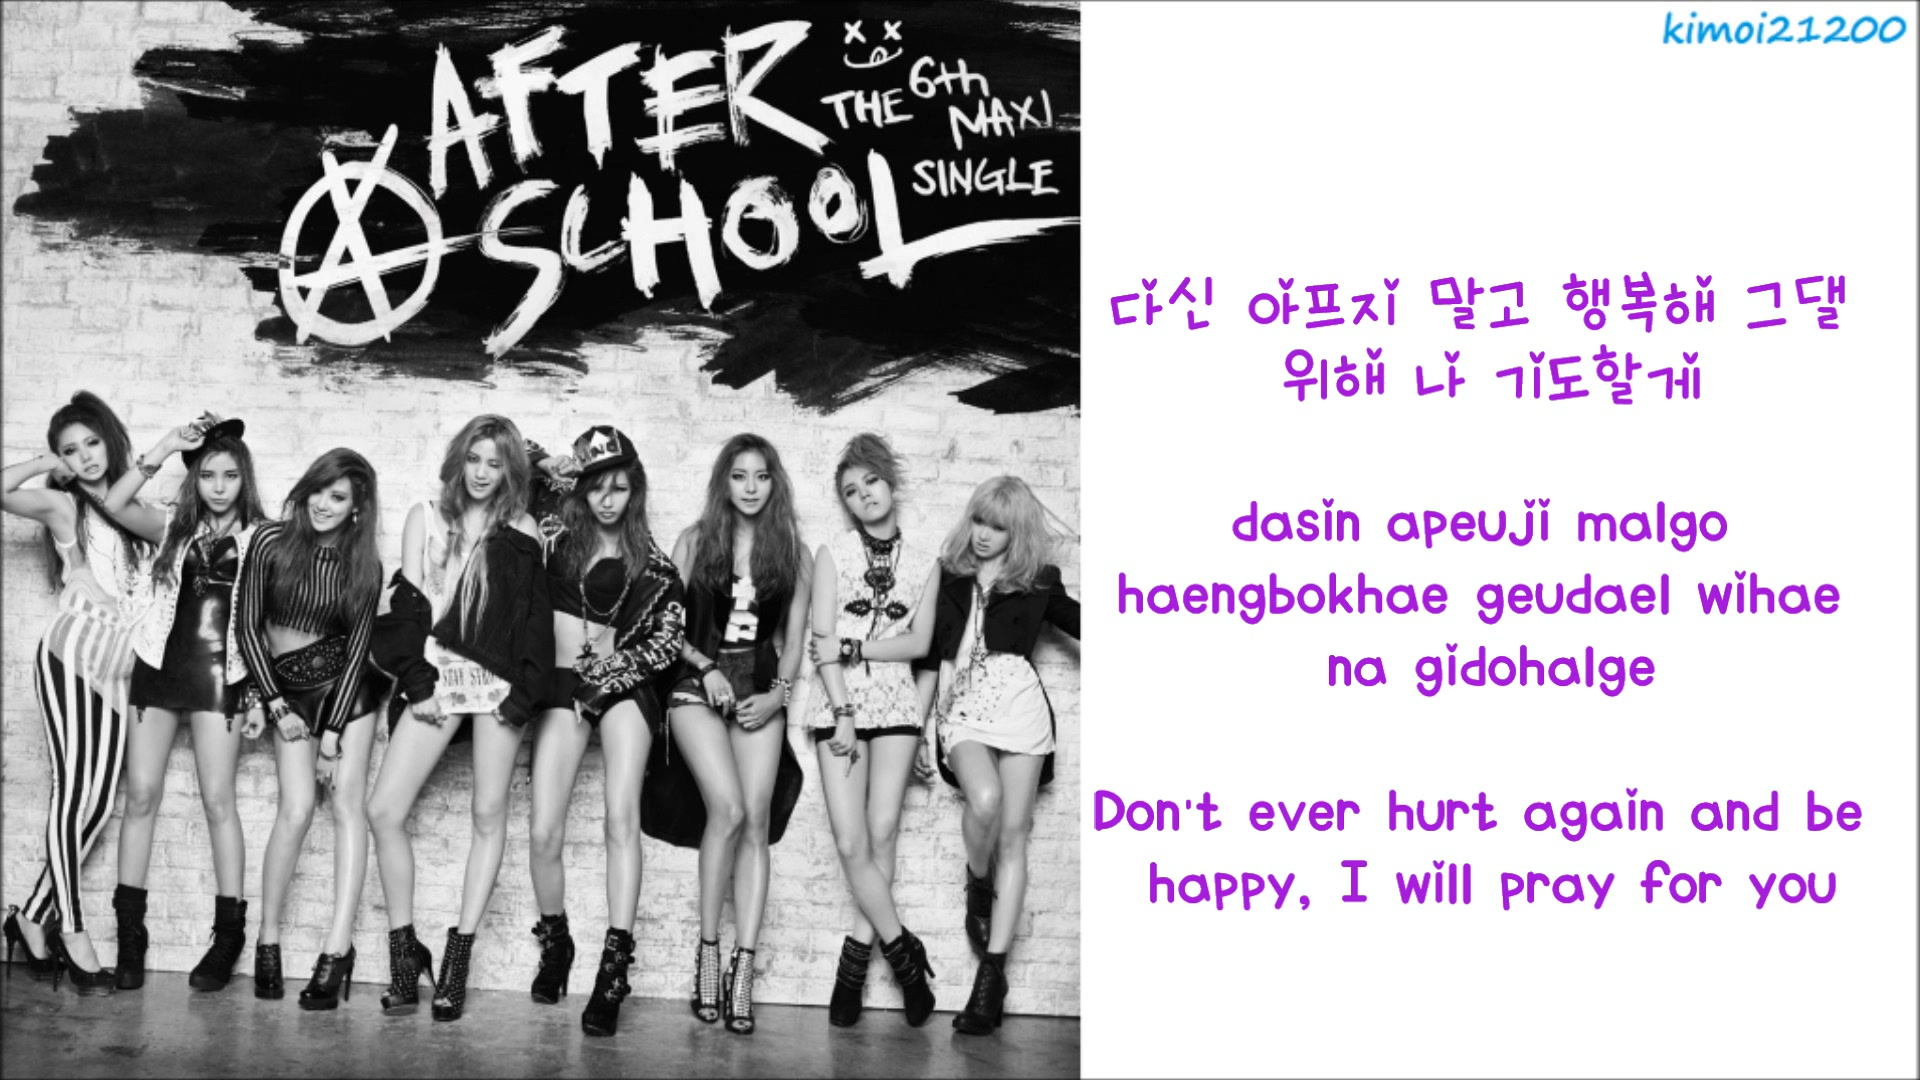 AFTER
SCHOOL
THE 6th
MAXI
SINGLE
kimoi21200
다신 아프지 말고 행복해 그댈
위해 나 기도할게
dasin apeuji malgo
haengbokhae geudael wihae
na gidohalge
Don't ever hurt again and be
happy, I will pray for you